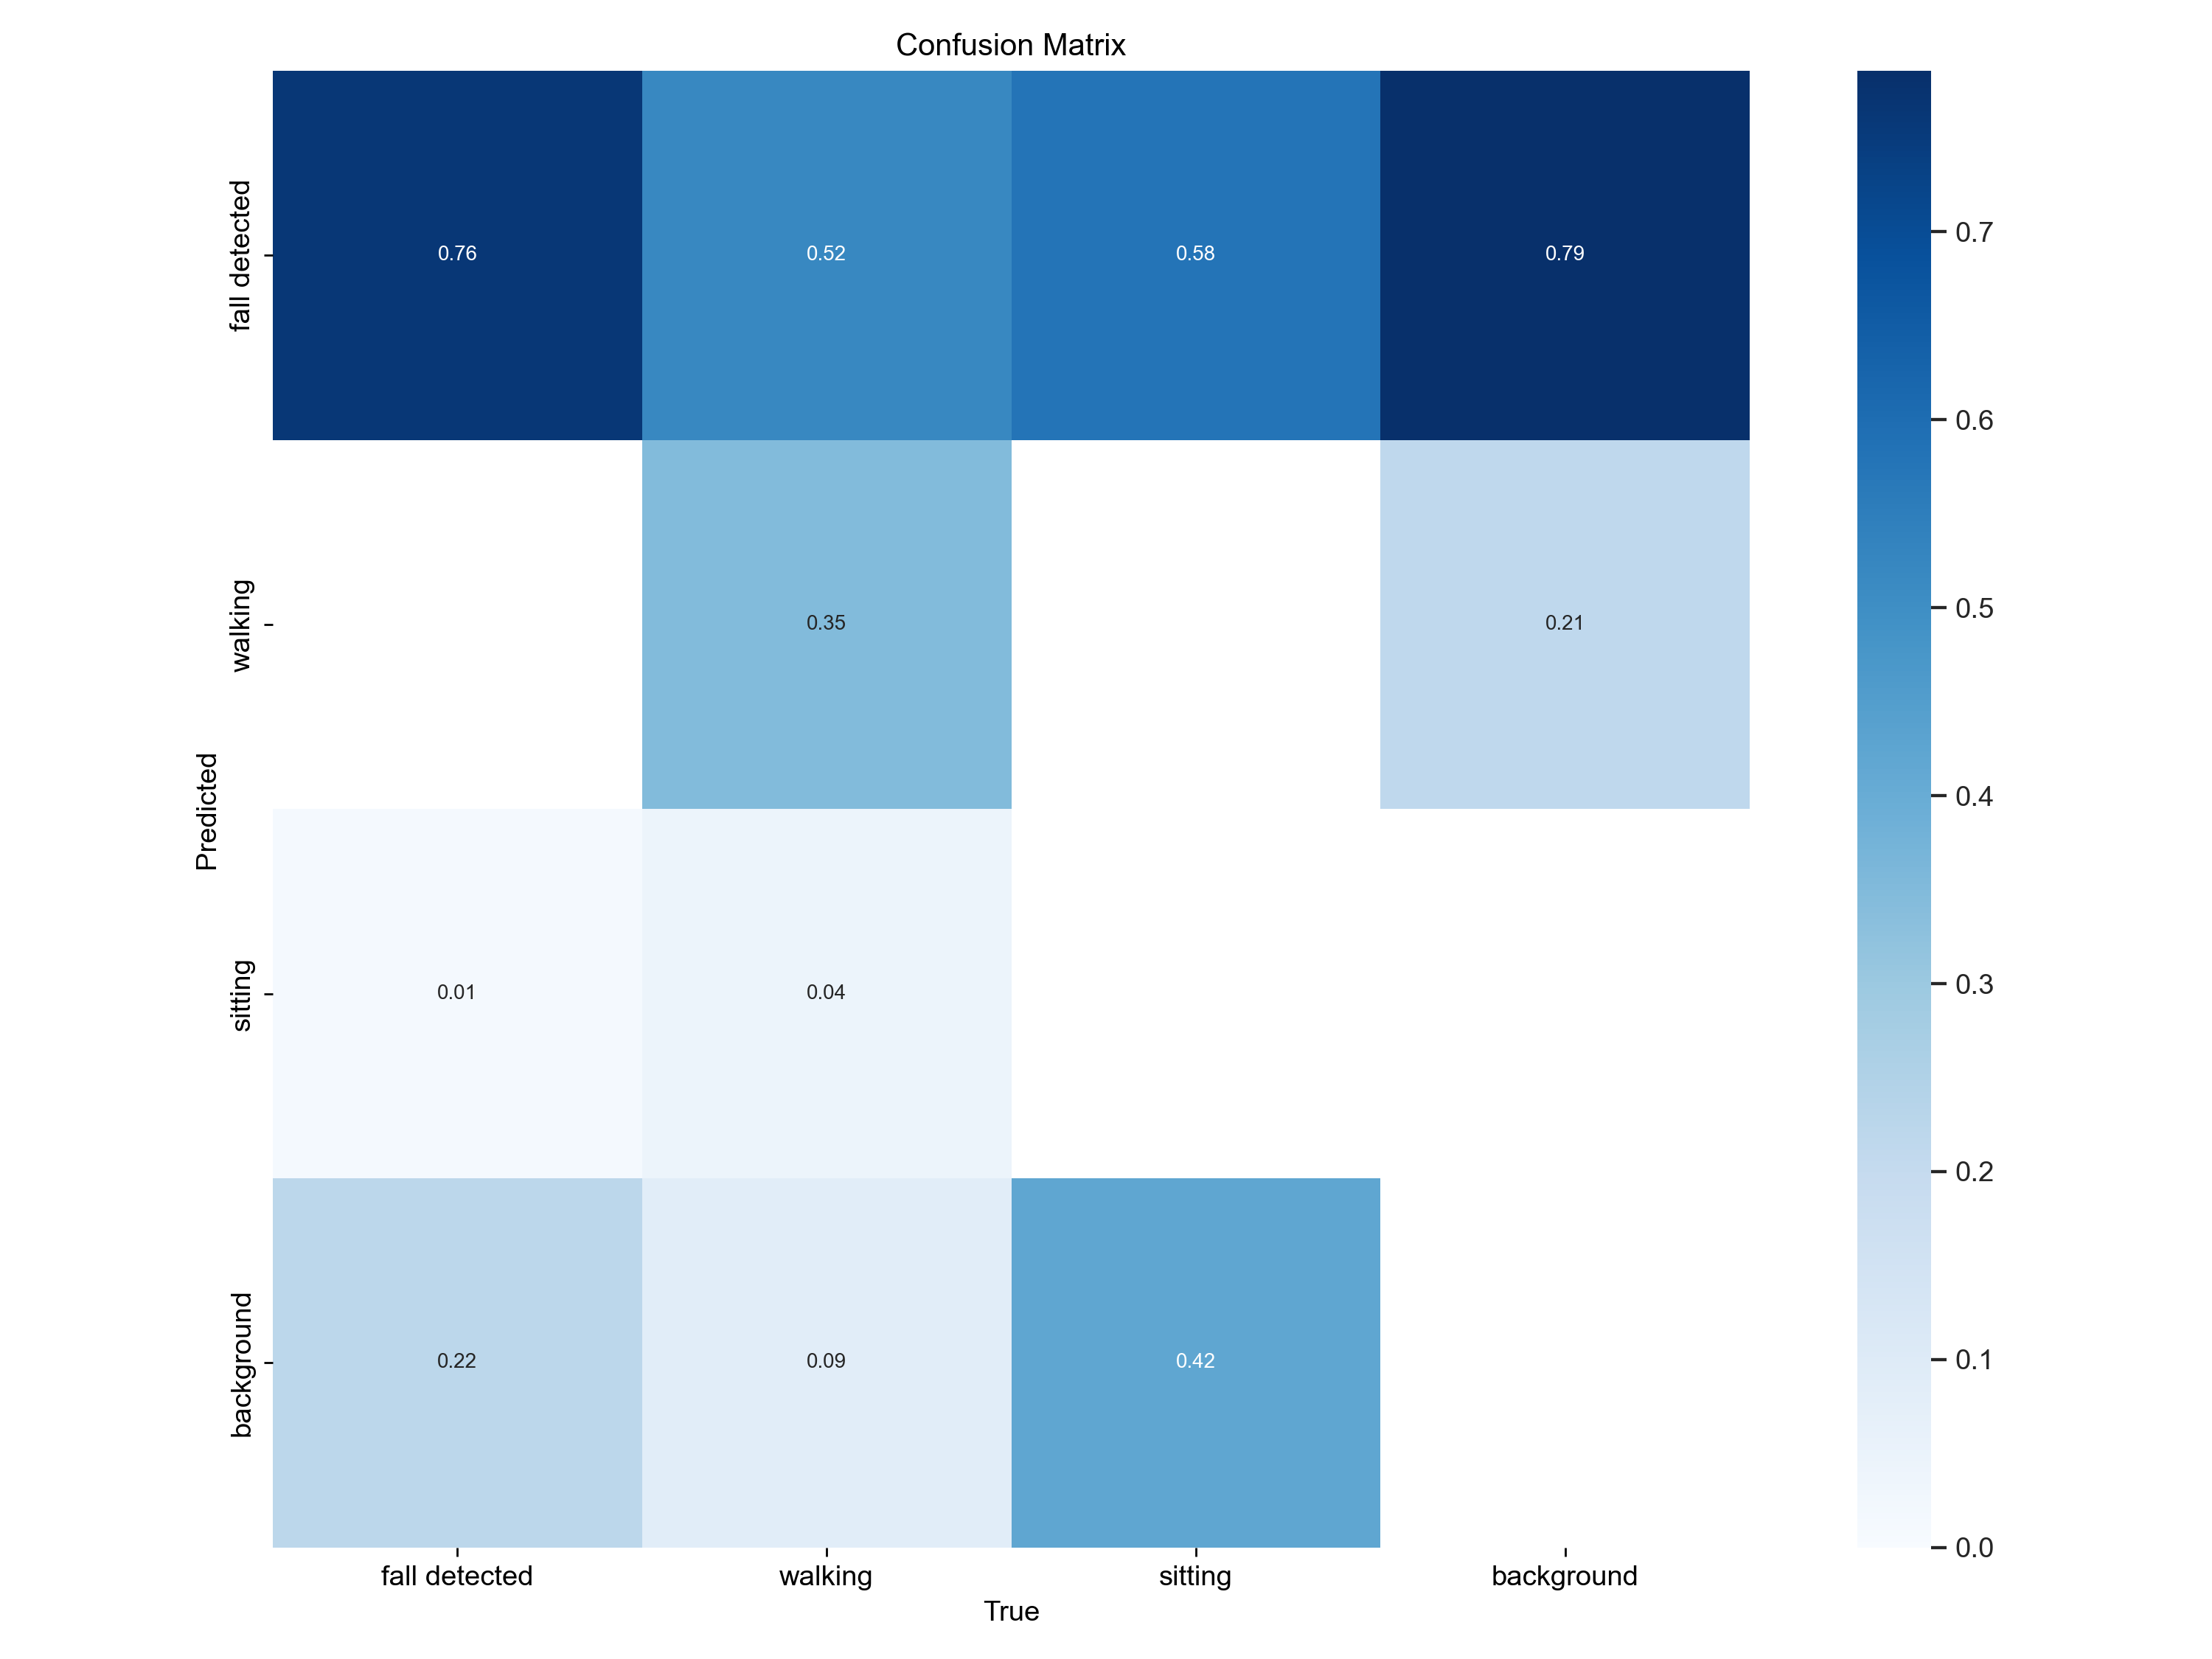 Confusion Matrix
fall detected
0.76
0.52
0.58
0.79
walking
0.35
0.21
Predicted
sitting
0.01
0.04
background
0.22
0.09
0.42
fall detected
walking
sitting
background
True
0.7
0.6
0.5
0.4
0.3
0.2
0.1
0.0